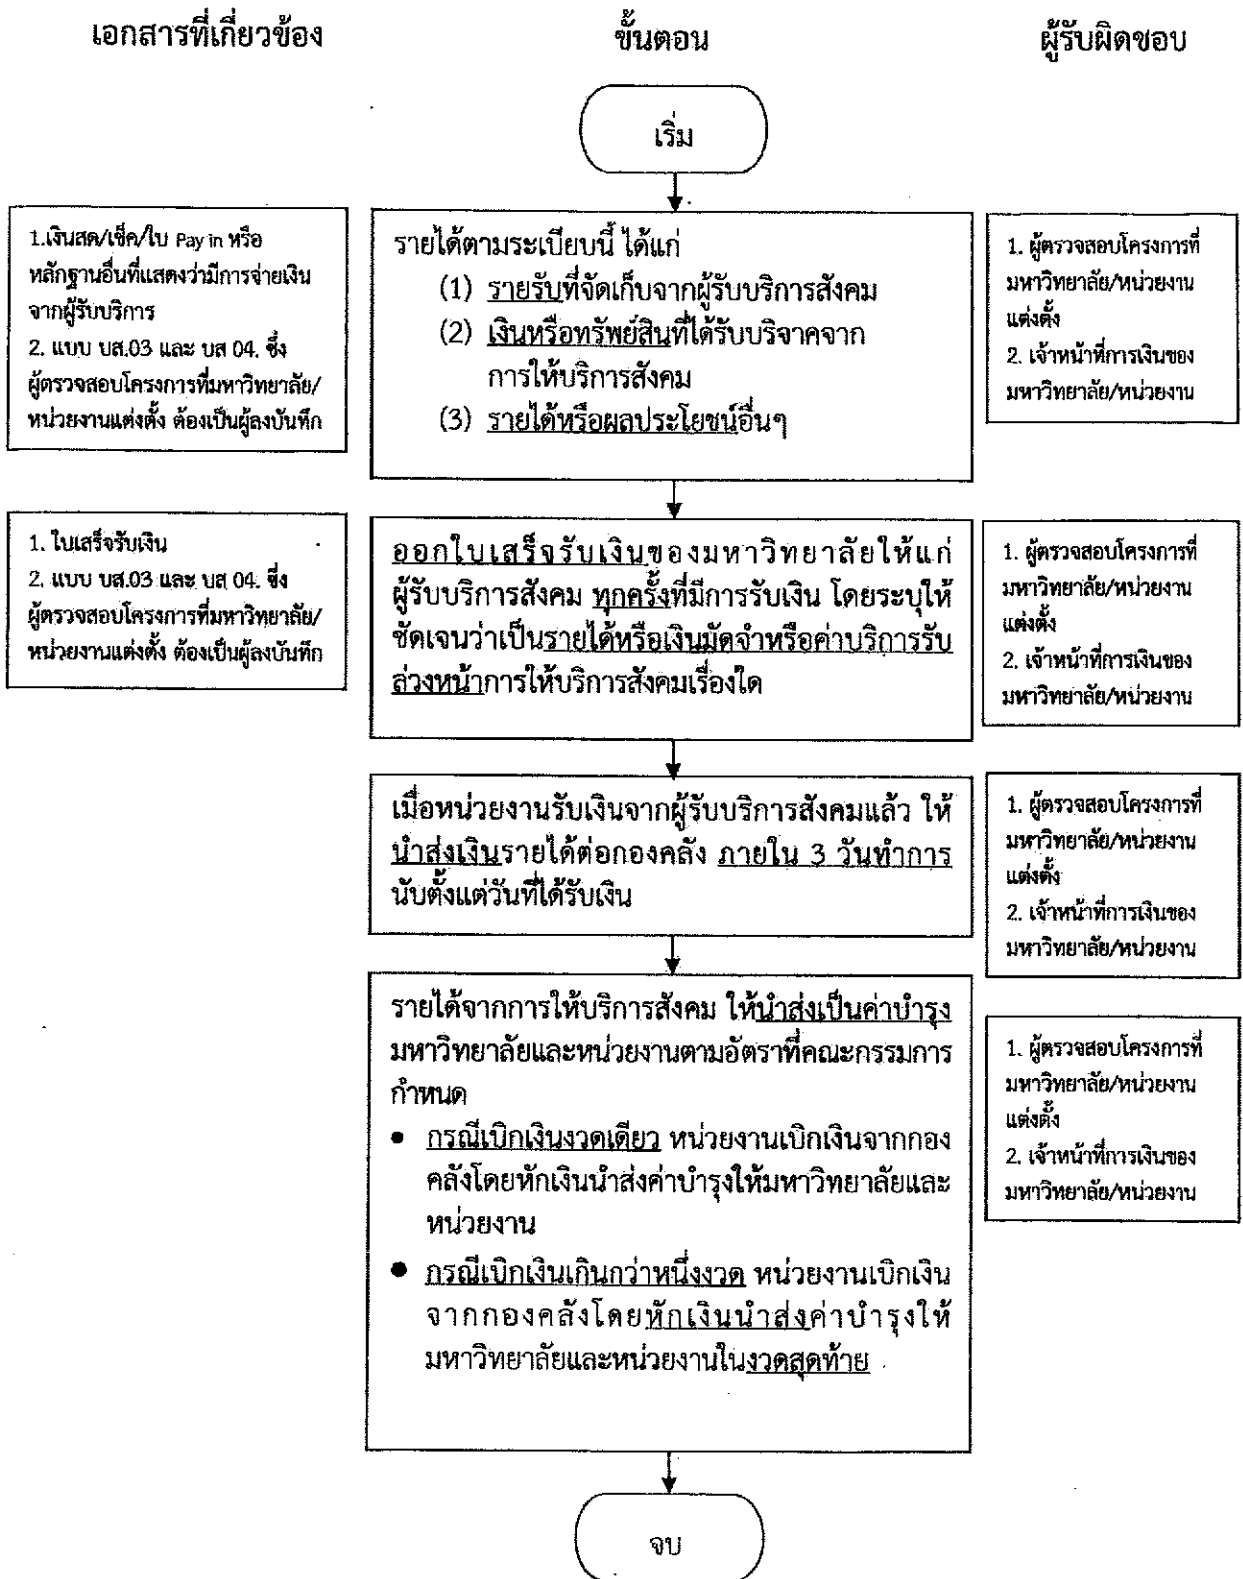 เอกสารที่เกี่ยวข้อง
ขั้นตอน
ผู้รับผิดชอบ
เริ่ม
1.เงินสด/เช็ค/ใบ Pay in หรือ
หลักฐานอื่นที่แสดงว่ามีการจ่ายเงิน
จากผู้รับบริการ
2. แบบ บส.03 และ บส 04. ซึ่ง
ผู้ตรวจสอบโครงการที่มหาวิทยาลัย/
หน่วยงานแต่งตั้ง ต้องเป็นผู้ลงบันทึก
รายได้ตามระเบียบนี้ ได้แก่
(1) รายรับที่จัดเก็บจากผู้รับบริการสังคม
(2) เงินหรือทรัพย์สินที่ได้รับบริจาคจาก
การให้บริการสังคม
(3) รายได้หรือผลประโยชน์อื่นๆ
1. ผู้ตรวจสอบโครงการที่
มหาวิทยาลัย/หน่วยงาน
แต่งตั้ง
2. เจ้าหน้าที่การเงินของ
มหาวิทยาลัย/หน่วยงาน
1. ใบเสร็จรับเงิน
2. แบบ บส.03 และ บส 04. ซึ่ง
ผู้ตรวจสอบโครงการที่มหาวิทยาลัย/
หน่วยงานแต่งตั้ง ต้องเป็นผู้ลงบันทึก
ออกใบเสร็จรับเงินของมหาวิทยาลัยให้แก่
ผู้รับบริการสังคม ทุกครั้งที่มีการรับเงิน โดยระบุให้
ชัดเจนว่าเป็นรายได้หรือเงินมัดจำหรือค่าบริการรับ
ล่วงหน้าการให้บริการสังคมเรื่องใด
1. ผู้ตรวจสอบโครงการที่
มหาวิทยาลัย/หน่วยงาน
แต่งตั้ง
2. เจ้าหน้าที่การเงินของ
มหาวิทยาลัย/หน่วยงาน
เมื่อหน่วยงานรับเงินจากผู้รับบริการสังคมแล้ว ให้
นำส่งเงินรายได้ต่อกองคลัง ภายใน 3 วันทำการ
นับตั้งแต่วันที่ได้รับเงิน
1. ผู้ตรวจสอบโครงการที่
มหาวิทยาลัย/หน่วยงาน
แต่งตั้ง
2. เจ้าหน้าที่การเงินของ
มหาวิทยาลัย/หน่วยงาน
รายได้จากการให้บริการสังคม ให้นำส่งเป็นค่าบำรุง
มหาวิทยาลัยและหน่วยงานตามอัตราที่คณะกรรมการ
กำหนด
• กรณีเบิกเงินงวดเดียว หน่วยงานเบิกเงินจากกอง
คลังโดยหักเงินนำส่งค่าบำรุงให้มหาวิทยาลัยและ
หน่วยงาน
• กรณีเบิกเงินเกินกว่าหนึ่งงวด หน่วยงานเบิกเงิน
จากกองคลังโดยหักเงินนำส่งค่าบำรุงให้
มหาวิทยาลัยและหน่วยงานในงวดสุดท้าย
1. ผู้ตรวจสอบโครงการที่
มหาวิทยาลัย/หน่วยงาน
แต่งตั้ง
2. เจ้าหน้าที่การเงินของ
มหาวิทยาลัย/หน่วยงาน
จบ